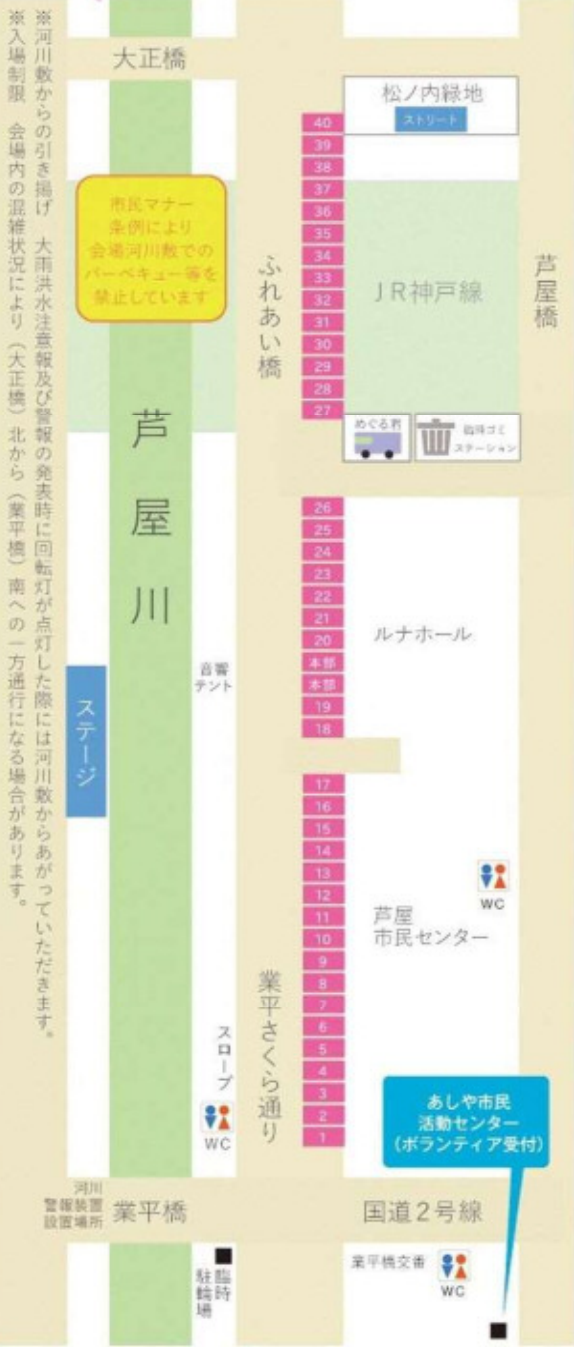 ※河川敷からの引き揚げ　大雨洪水注意報及び警報の発表時に回転灯が点灯した際には河川敷からあがっていただきます。
※入場制限　会場内の混雑状況により（大正橋）北から（業平橋）南への一方通行になる場合があります。
大正橋
松ノ内緑地
ストリート
40
39
38
37
36
35
34
33
32
31
30
29
28
27
市民マナー
条例により
会場河川敷での
バーベキュー等を
禁止しています
ふれあい橋
JR神戸線
芦屋橋
めぐる君
臨時ゴミ
ステーション
芦屋川
26
25
24
23
22
21
20
本部
本部
19
18
ルナホール
音響
テント
ステージ
17
16
15
14
13
12
11
10
9
8
7
6
5
4
3
2
1
WC
芦屋
市民センター
業平さくら通り
スロープ
WC
あしや市民
活動センター
（ボランティア受付）
河川
警報装置
設置場所
業平橋
国道2号線
臨時
駐輪場
業平橋交番
WC